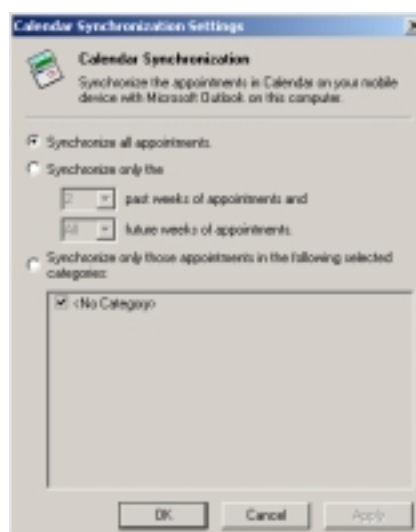 Calendar Synchronization Settings
Calendar Synchronization
Synchronize the appointments in Calendar on your mobile
device with Microsoft Outlook on this computer.
Synchronize all appointments.
Synchronize only the
2 past weeks of appointments and
All future weeks of appointments.
Synchronize only those appointments in the following selected
categories:
<No Category>
OK Cancel Apply